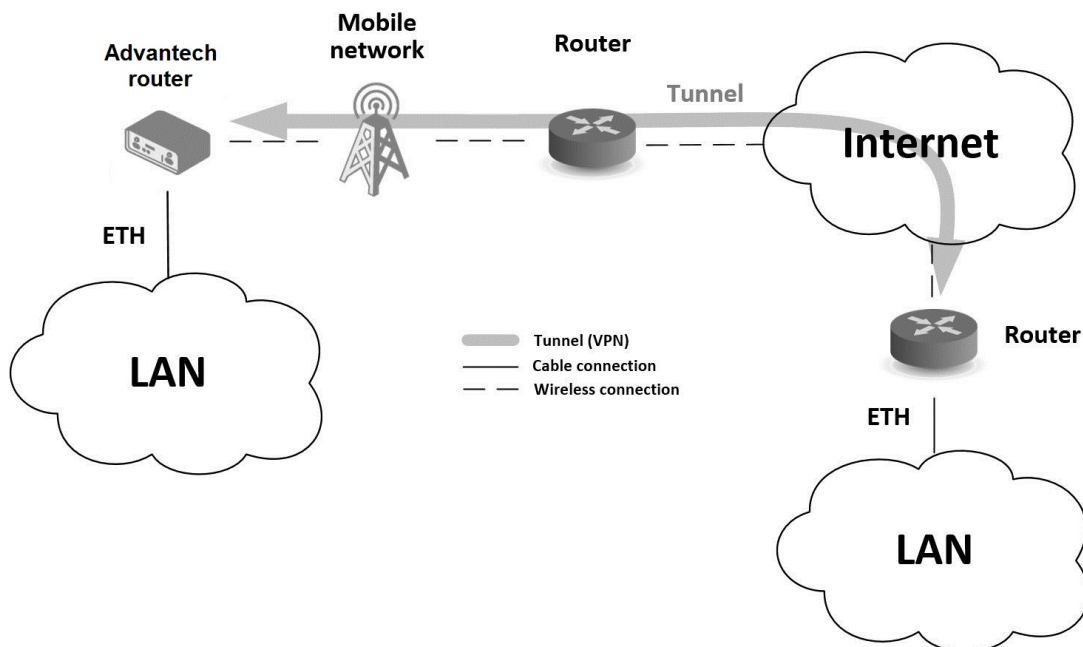 Mobile
network
Router
Advantech
router
Tunnel
Internet
ETH
LAN
Tunnel (VPN)
Cable connection
Wireless connection
Router
ETH
LAN